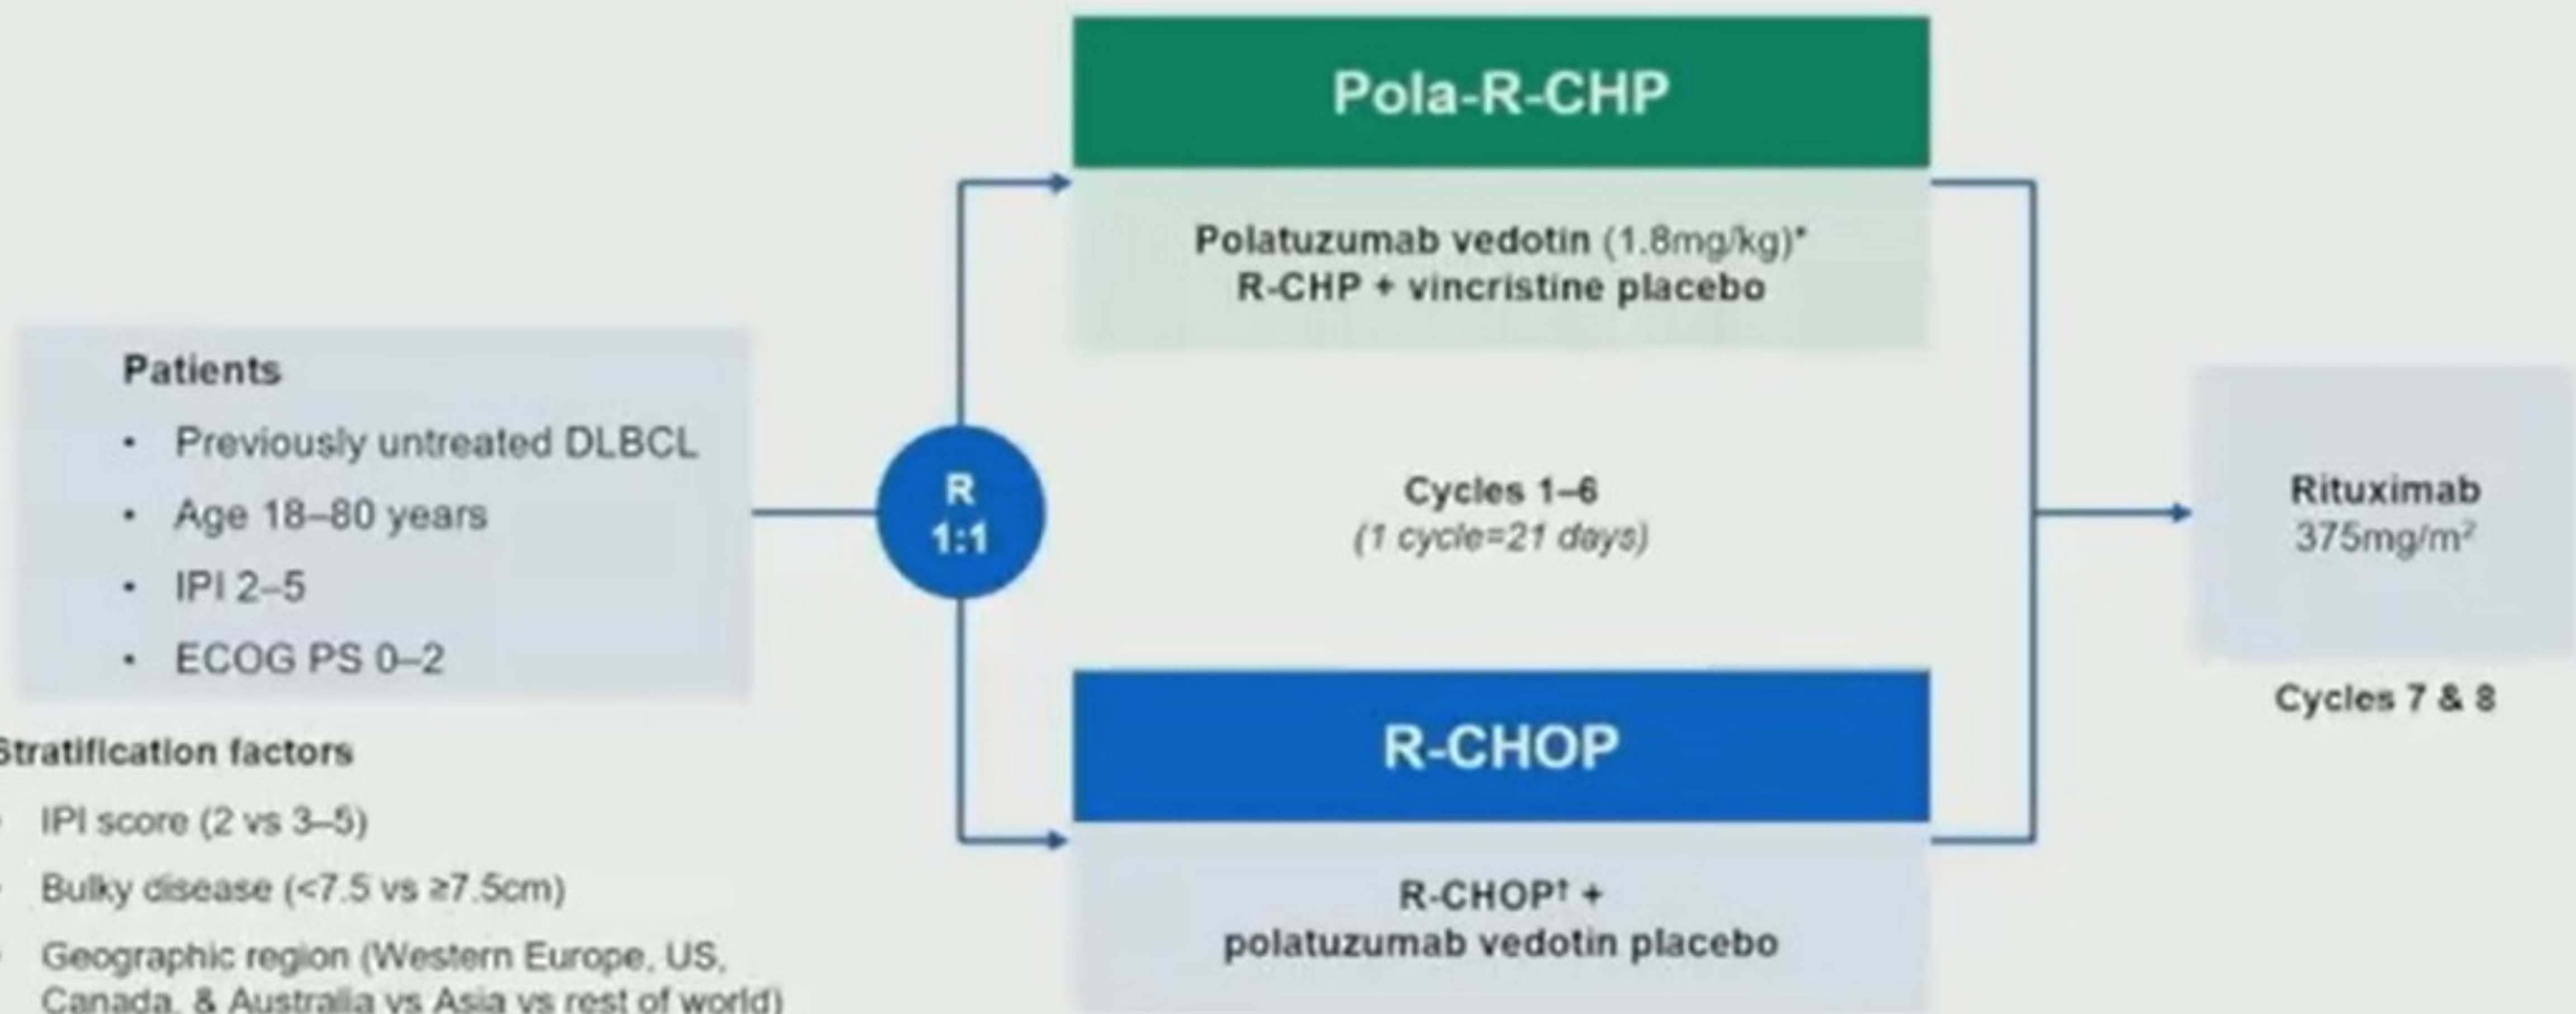 Pola-R-CHP
Polatuzumab vedotin (1.8mg/kg)*
R-CHP + vincristine placebo
Patients
• Previously untreated DLBCL
• Age 18–80 years
• IPI 2–5
• ECOG PS 0–2
R
1:1
Cycles 1–6
(1 cycle=21 days)
Rituximab
375mg/m²
Cycles 7 & 8
Stratification factors
IPI score (2 vs 3–5)
Bulky disease (<7.5 vs ≥7.5cm)
Geographic region (Western Europe, US,
Canada, & Australia vs Asia vs rest of world)
R-CHOP
R-CHOP† +
polatuzumab vedotin placebo